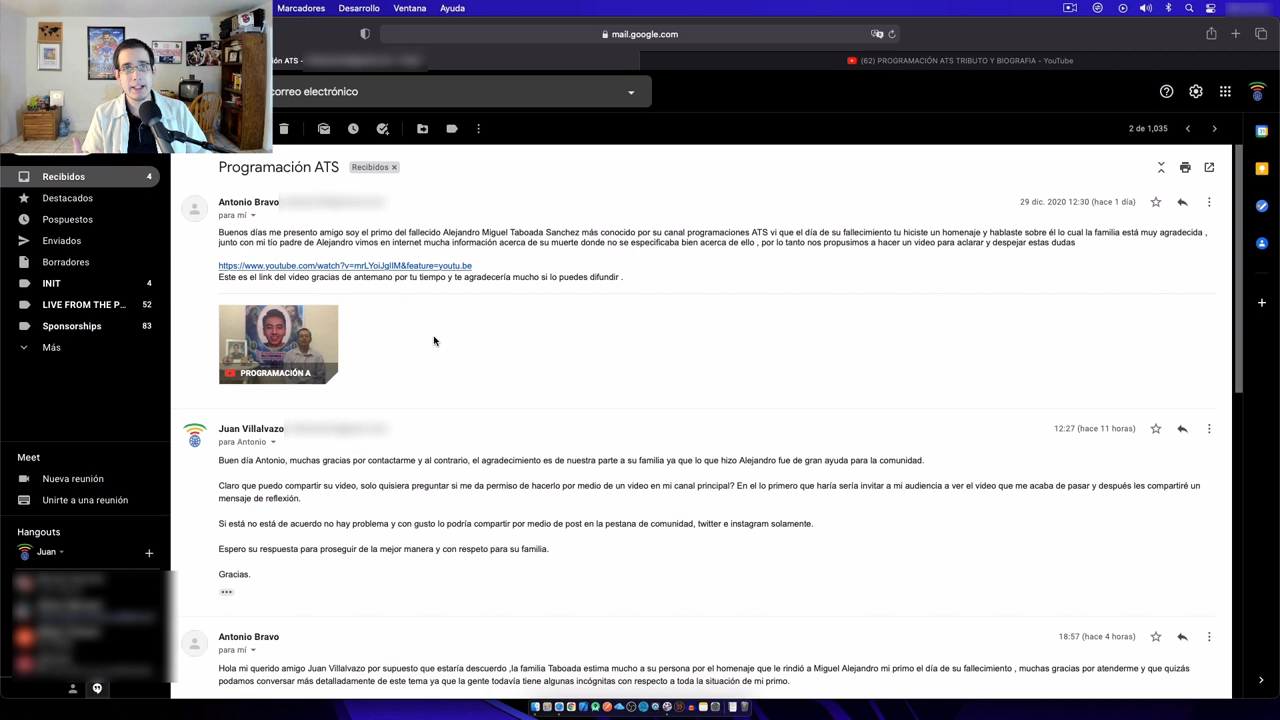 Desarrollo
Ventana
Ayuda
mail.google.com
ón ATS -
(62) PROGRAMACIÓN ATS TRIBUTO Y BIOGRAFIA - YouTube
correo electrónico
2 de 1,035
Programación ATS
Recibidos ×
Recibidos 4
Destacados
Pospuestos
Enviados
Borradores
INIT 4
LIVE FROM THE P... 52
Sponsorships 83
Más
Meet
Nueva reunión
Unirte a una reunión
Hangouts
Juan
Antonio Bravo
29 dic. 2020 12:30 (hace 1 día)
para mí
Buenos días me presento amigo soy el primo del fallecido Alejandro Miguel Taboada Sanchez más conocido por su canal programaciones ATS vi que el día de su fallecimiento tu hiciste un homenaje y hablaste sobre él lo cual la familia está muy agradecida ,
junto con mi tío padre de Alejandro vimos en internet mucha información acerca de su muerte donde no se especificaba bien acerca de ello , por lo tanto nos propusimos a hacer un video para aclarar y despejar estas dudas
https://www.youtube.com/watch?v=mrLYoiJglIM&feature=youtu.be
Este es el link del video gracias de antemano por tu tiempo y te agradecería mucho si lo puedes difundir .
PROGRAMACIÓN A
Juan Villalvazo
12:27 (hace 11 horas)
para Antonio
Buen día Antonio, muchas gracias por contactarme y al contrario, el agradecimiento es de nuestra parte a su familia ya que lo que hizo Alejandro fue de gran ayuda para la comunidad.
Claro que puedo compartir su video, solo quisiera preguntar si me da permiso de hacerlo por medio de un video en mi canal principal? En el lo primero que haría sería invitar a mi audiencia a ver el video que me acaba de pasar y después les compartiré un
mensaje de reflexión.
Si está no está de acuerdo no hay problema y con gusto lo podría compartir por medio de post en la pestana de comunidad, twitter e instagram solamente.
Espero su respuesta para proseguir de la mejor manera y con respeto para su familia.
Gracias.
Antonio Bravo
18:57 (hace 4 horas)
para mí
Hola mi querido amigo Juan Villalvazo por supuesto que estaría descuerdo ,la familia Taboada estima mucho a su persona por el homenaje que le rindió a Miguel Alejandro mi primo el día de su fallecimiento , muchas gracias por atenderme y que quizás
podamos conversar más detalladamente de este tema ya que la gente todavía tiene algunas incógnitas con respecto a toda la situación de mi primo.